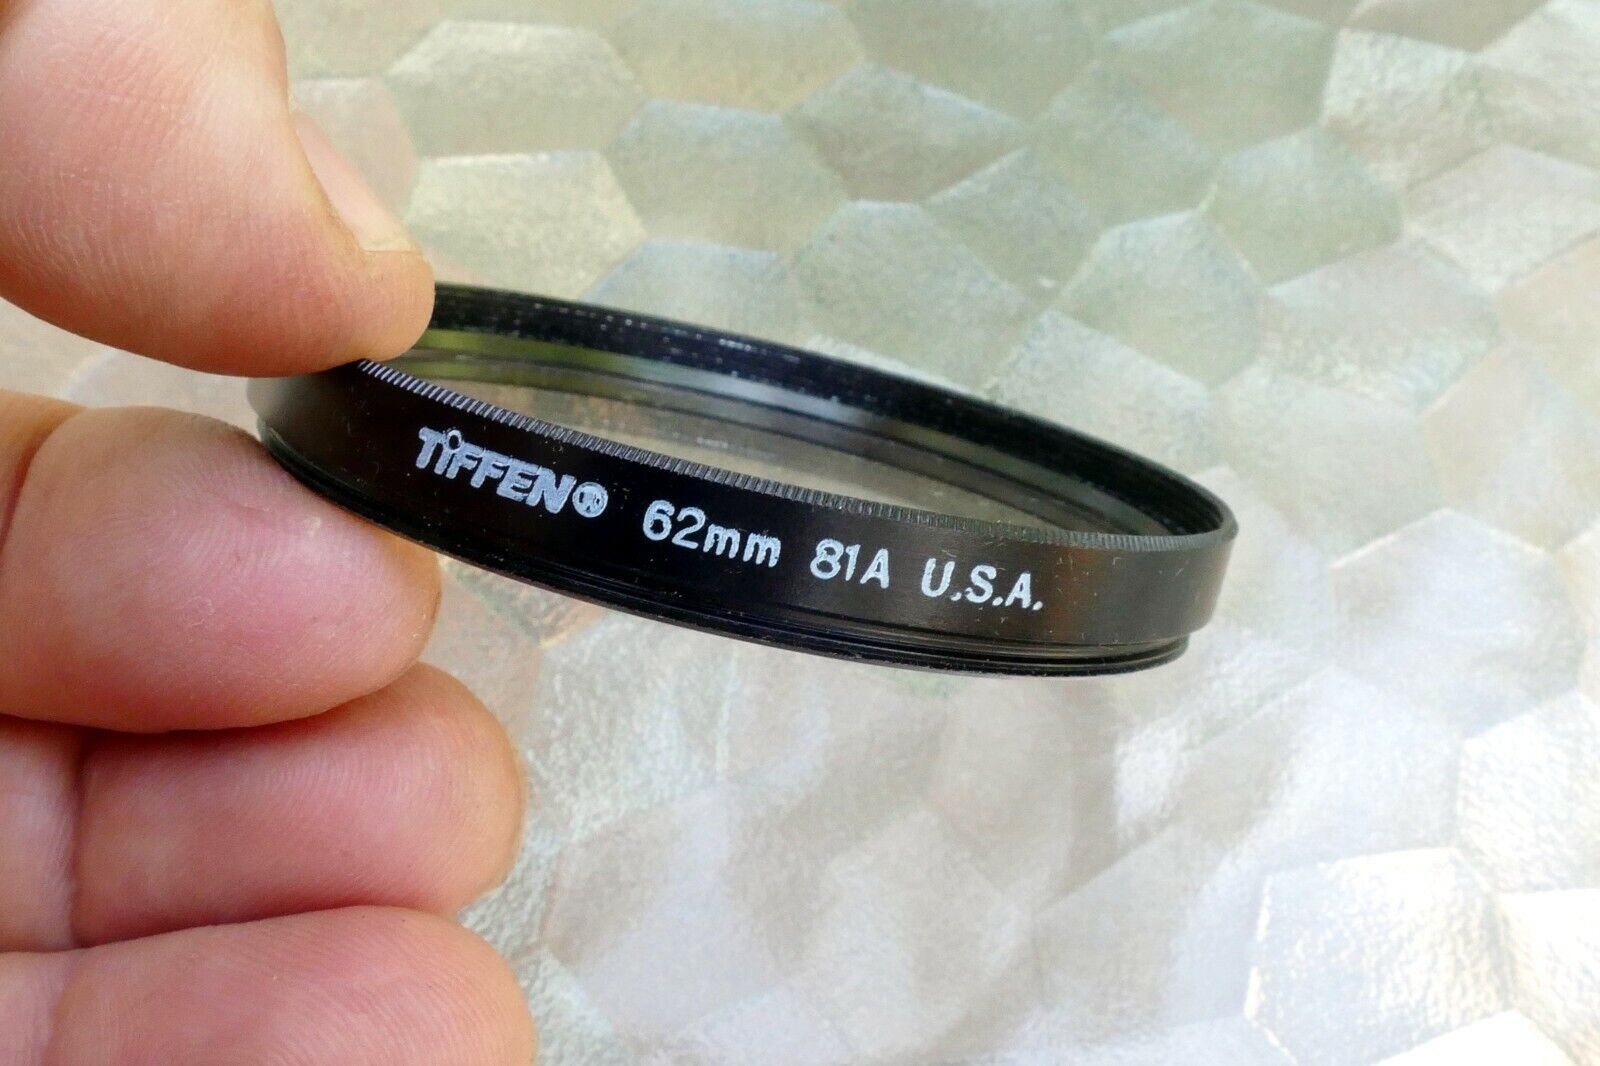 TIFFEN® 62mm 81A U.S.A.